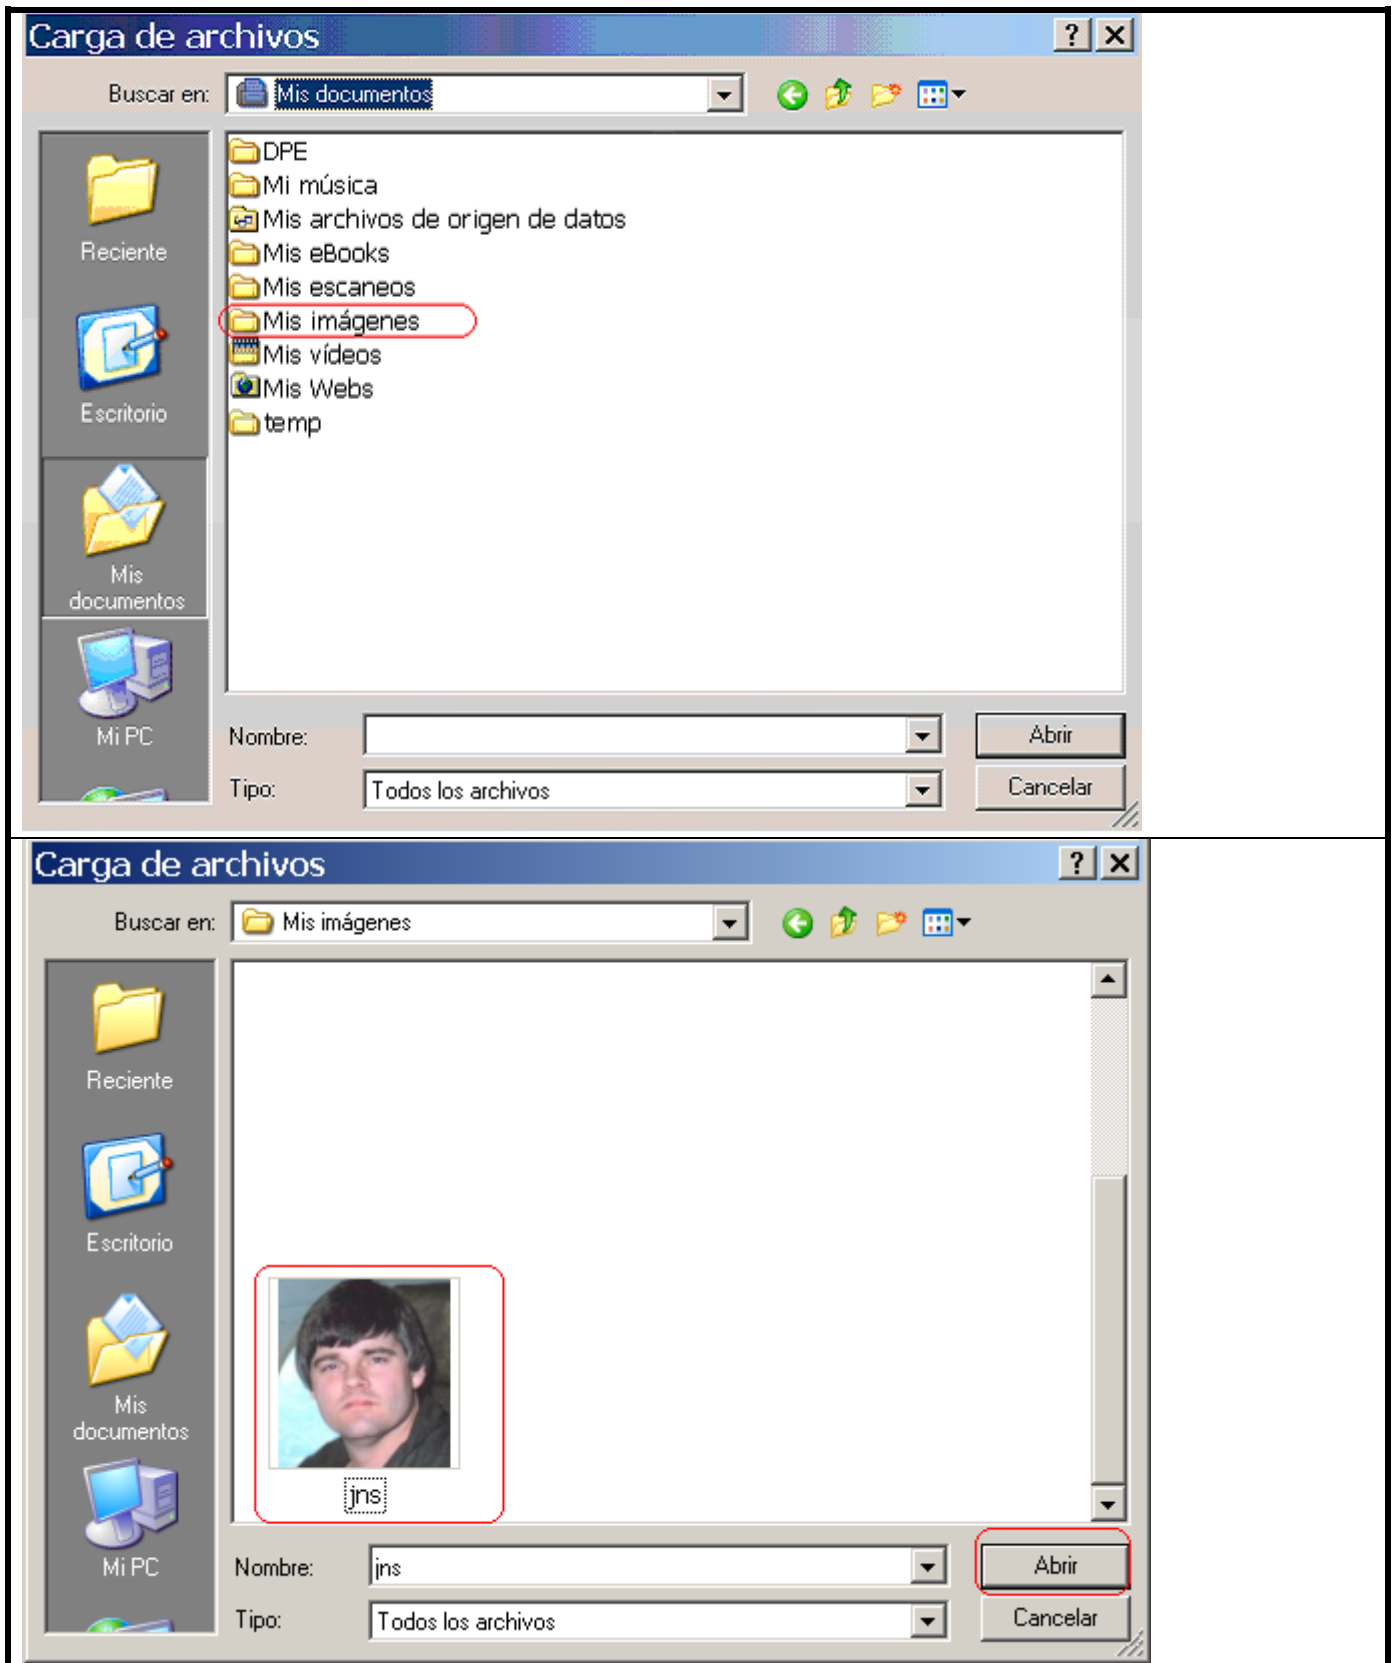 Carga de archivos
Buscar en: Mis documentos
DPE
Mi música
Mis archivos de origen de datos
Mis eBooks
Mis escaneos
Mis imágenes
Mis vídeos
Mis Webs
temp
Reciente
Escritorio
Mis
documentos
Mi PC
Nombre:
Abrir
Tipo: Todos los archivos
Cancelar
Carga de archivos
Buscar en: Mis imágenes
Reciente
Escritorio
Mis
documentos
Mi PC
jns
Nombre: jns
Abrir
Tipo: Todos los archivos
Cancelar